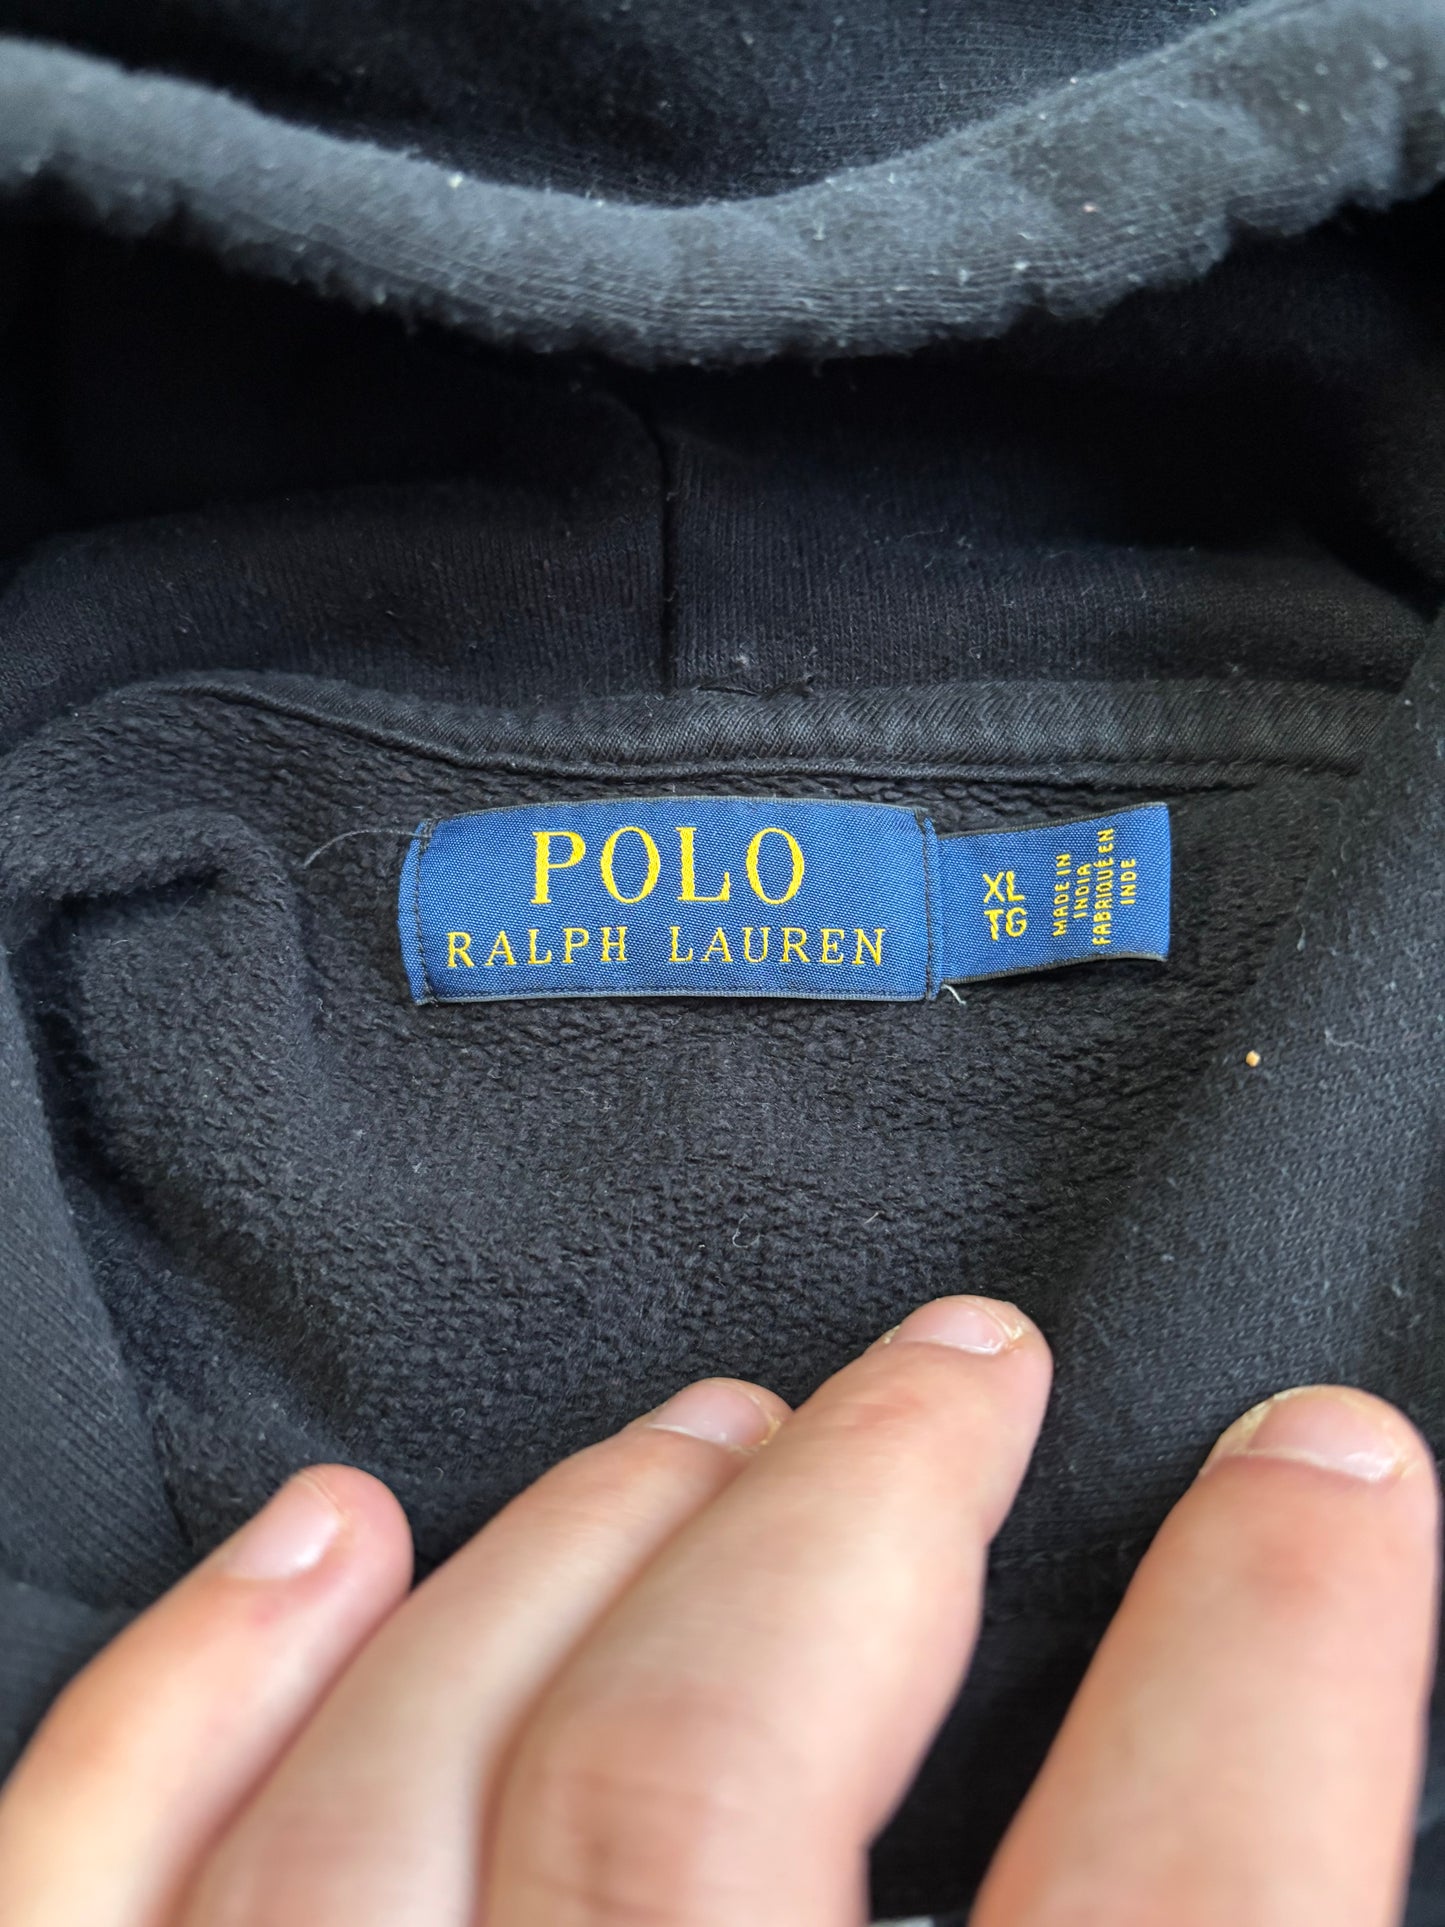 POLO
RALPH LAUREN
XL
TG
MADE IN
INDIA
FABRIQUÉ EN
INDE